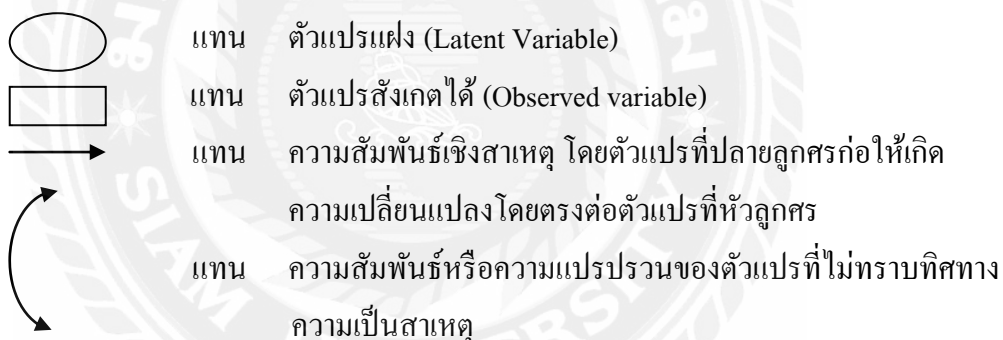 แทน ตัวแปรแฝง (Latent Variable)
แทน ตัวแปรสังเกตได้ (Observed variable)
แทน ความสัมพันธ์เชิงสาเหตุ โดยตัวแปรที่ปลายลูกศรก่อให้เกิด
ความเปลี่ยนแปลงโดยตรงต่อตัวแปรที่หัวลูกศร
แทน ความสัมพันธ์หรือความแปรปรวนของตัวแปรที่ไม่ทราบทิศทาง
ความเป็นสาเหตุ
SIAM